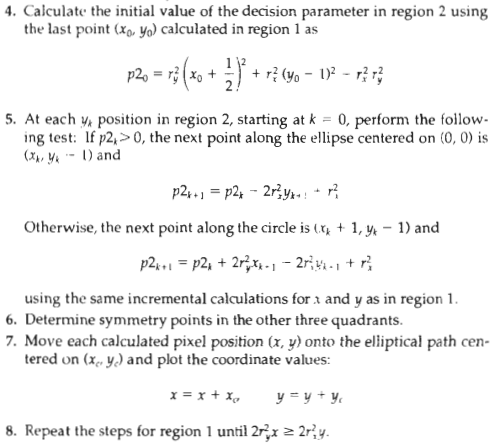 4. Calculate the initial value of the decision parameter in region 2 using
the last point (x₀, y₀) calculated in region 1 as
p2₀ = r²ᵧ(x₀ + 1/2)² + r²ₓ(y₀ − 1)² − r²ₓ r²ᵧ
5. At each yₖ position in region 2, starting at k = 0, perform the follow-
ing test: If p2ₖ > 0, the next point along the ellipse centered on (0, 0) is
(xₖ, yₖ − 1) and
p2ₖ₊₁ = p2ₖ − 2r²ₓyₖ₊₁ + r²ₓ
Otherwise, the next point along the circle is (xₖ + 1, yₖ − 1) and
p2ₖ₊₁ = p2ₖ + 2r²ᵧxₖ₊₁ − 2r²ₓyₖ₊₁ + r²ₓ
using the same incremental calculations for x and y as in region 1.
6. Determine symmetry points in the other three quadrants.
7. Move each calculated pixel position (x, y) onto the elliptical path cen-
tered on (x_c, y_c) and plot the coordinate values:
x = x + x_c, y = y + y_c
8. Repeat the steps for region 1 until 2r²ᵧx ≥ 2r²ₓy.